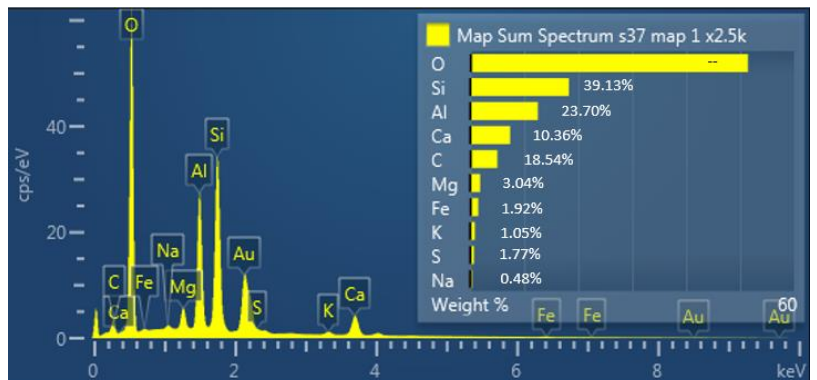 Map Sum Spectrum s37 map 1 x2.5k
O --
Si 39.13%
Al 23.70%
Ca 10.36%
C 18.54%
Mg 3.04%
Fe 1.92%
K 1.05%
S 1.77%
Na 0.48%
Weight % 60
cps/eV
40
20
0
O
Si
Al
Au
Na
C
Fe
Mg
Ca
S
K
Ca
Fe
Fe
Au
Au
0 2 4 6 8 keV